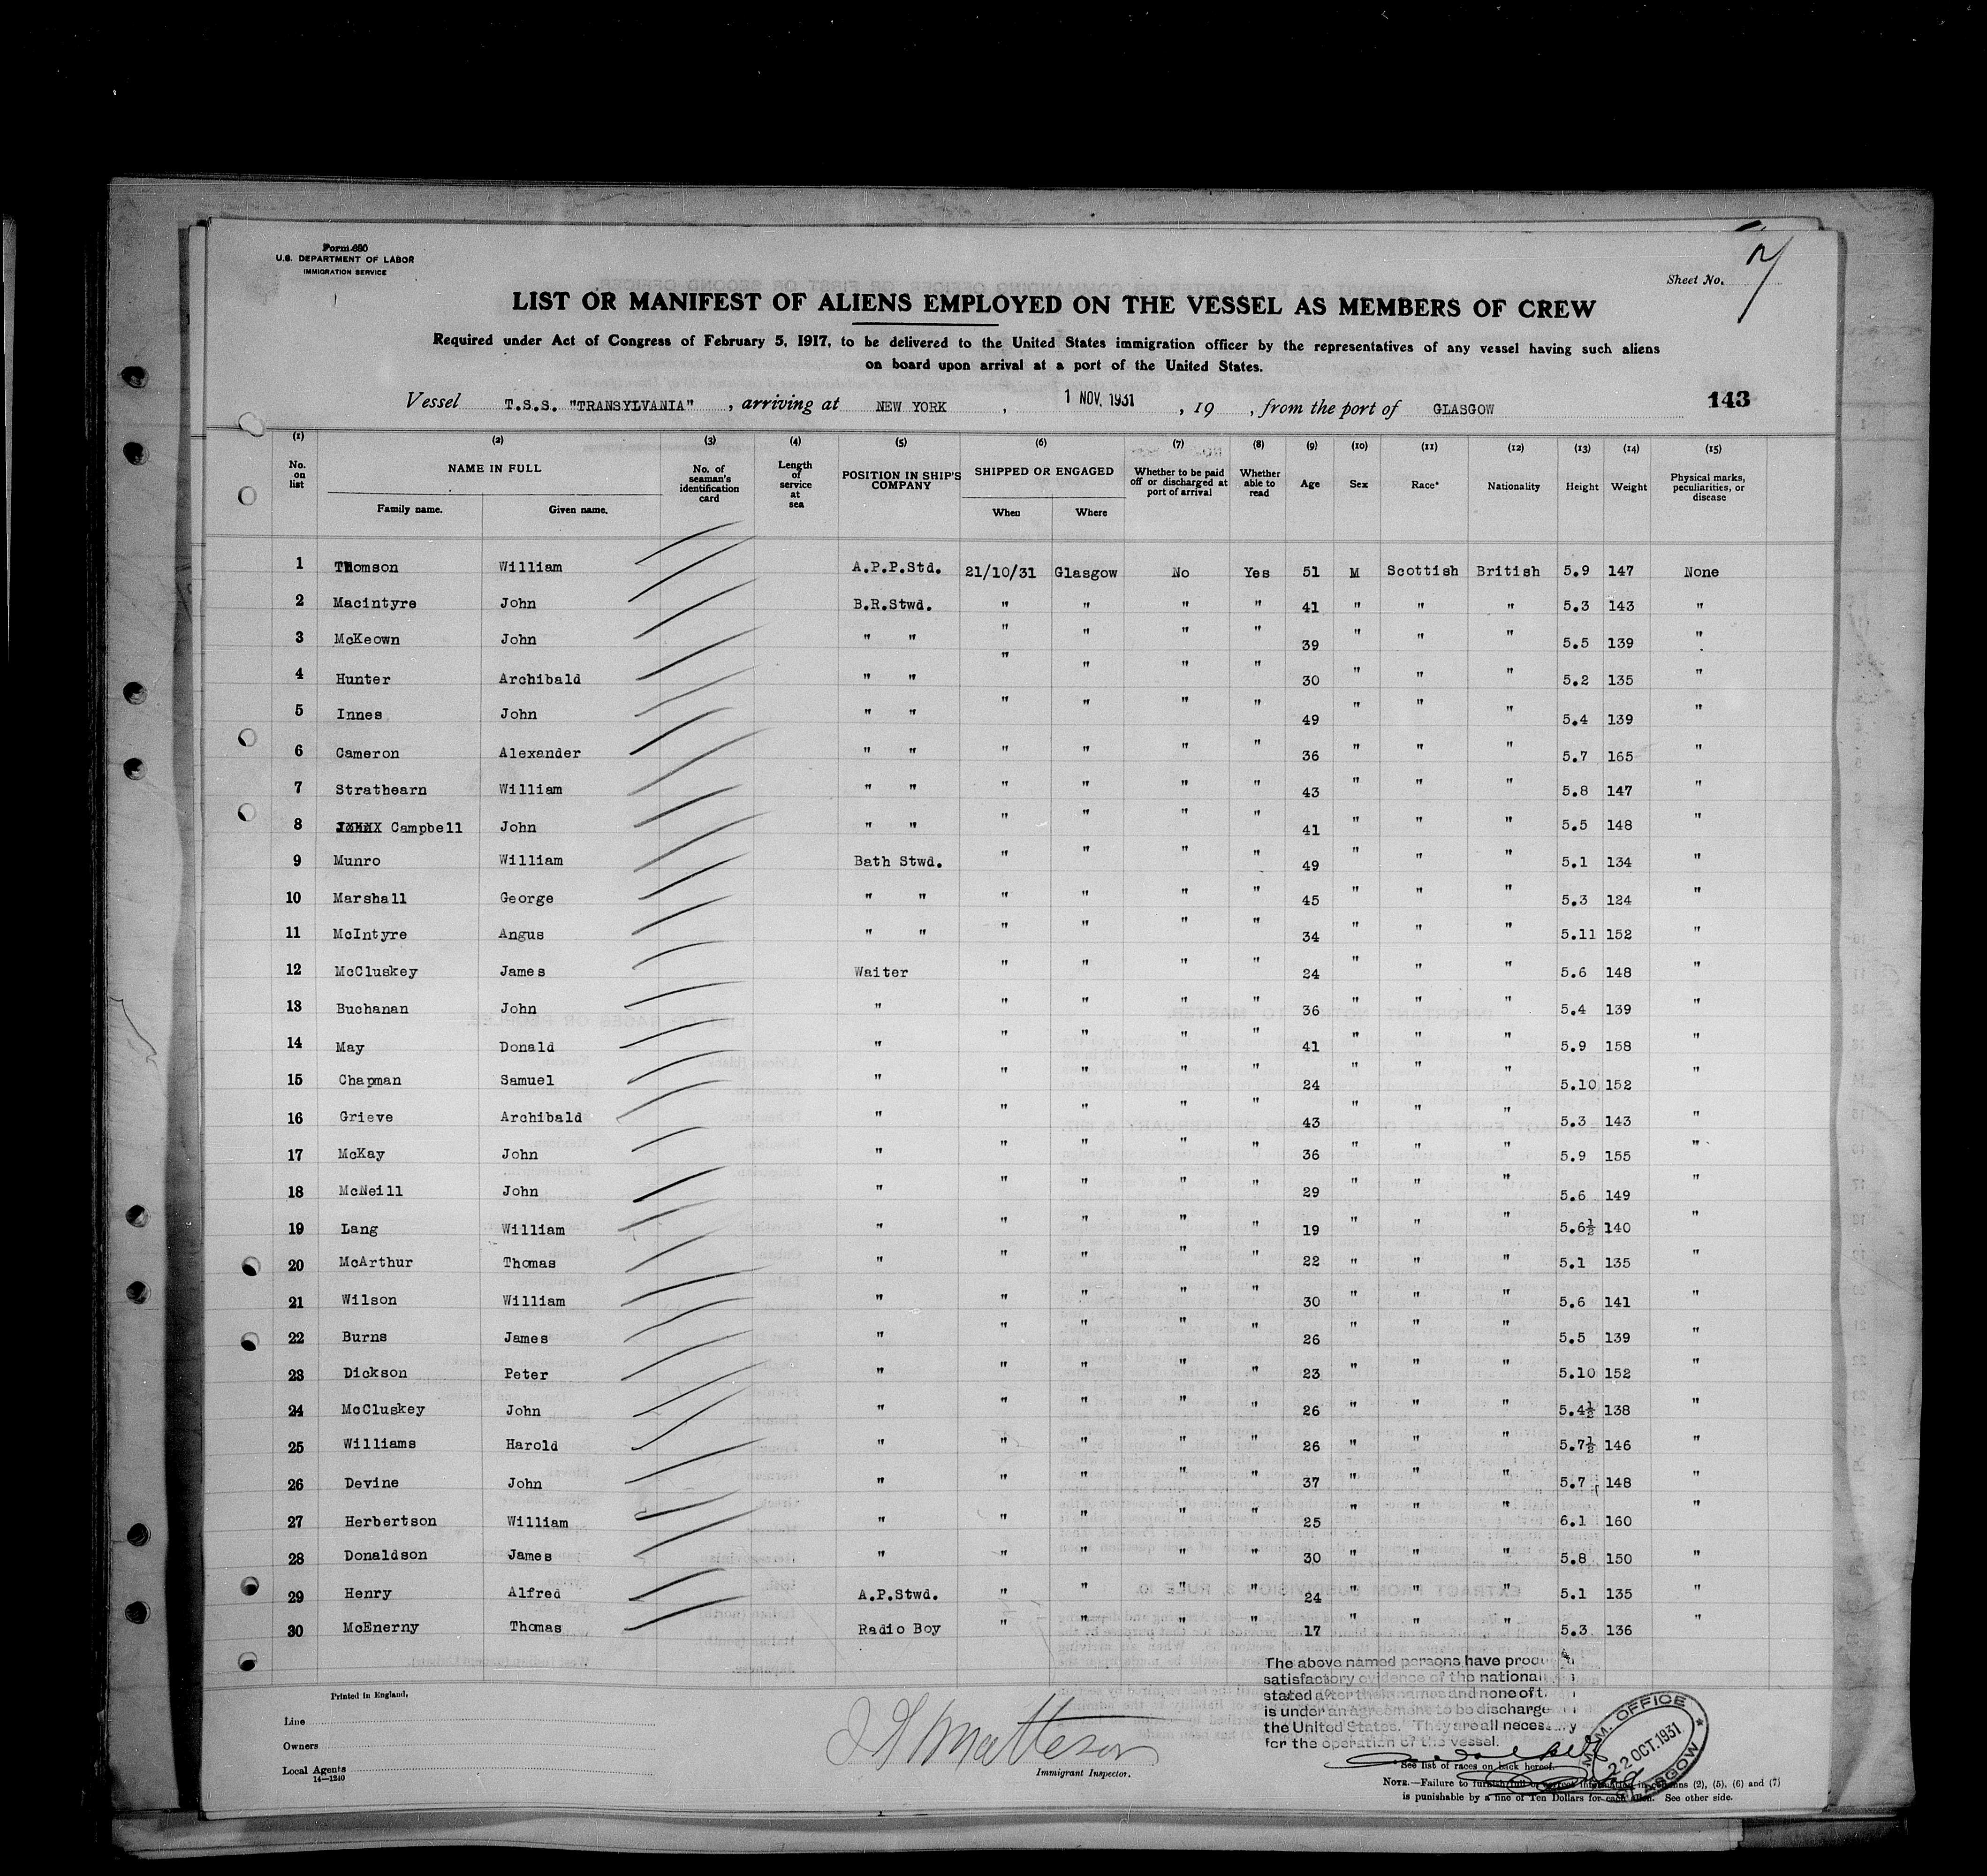 Form 680
U.S. DEPARTMENT OF LABOR
IMMIGRATION SERVICE
Sheet No. 7
LIST OR MANIFEST OF ALIENS EMPLOYED ON THE VESSEL AS MEMBERS OF CREW
Required under Act of Congress of February 5, 1917, to be delivered to the United States immigration officer by the representatives of any vessel having such aliens
on board upon arrival at a port of the United States.
Vessel T.S.S. "TRANSYLVANIA" , arriving at NEW YORK , 1 NOV. 1931 , 19 , from the port of GLASGOW 143
(1) (2) (3) (4) (5) (6) (7) (8) (9) (10) (11) (12) (13) (14) (15)
No. on list NAME IN FULL Family name. Given name. No. of seaman's identification card Length of service at sea POSITION IN SHIP'S COMPANY SHIPPED OR ENGAGED When Where Whether to be paid off or discharged at port of arrival Whether able to read Age Sex Race* Nationality Height Weight Physical marks, peculiarities, or disease
1 Thomson William A.P.P.Std. 21/10/31 Glasgow No Yes 51 M Scottish British 5.9 147 None
2 Macintyre John B.R.Stwd. " " " " 41 " " " 5.3 143 "
3 McKeown John " " " " " " 39 " " " 5.5 139 "
4 Hunter Archibald " " " " " " 30 " " " 5.2 135 "
5 Innes John " " " " " " 49 " " " 5.4 139 "
6 Cameron Alexander " " " " " " 36 " " " 5.7 165 "
7 Strathearn William " " " " " " 43 " " " 5.8 147 "
8 Campbell John " " " " " " 41 " " " 5.5 148 "
9 Munro William Bath Stwd. " " " " 49 " " " 5.1 134 "
10 Marshall George " " " " " " 45 " " " 5.3 124 "
11 McIntyre Angus " " " " " " 34 " " " 5.11 152 "
12 McCluskey James Waiter " " " " 24 " " " 5.6 148 "
13 Buchanan John " " " " " 36 " " " 5.4 139 "
14 May Donald " " " " " 41 " " " 5.9 158 "
15 Chapman Samuel " " " " " 24 " " " 5.10 152 "
16 Grieve Archibald " " " " " 43 " " " 5.3 143 "
17 McKay John " " " " " 36 " " " 5.9 155 "
18 McNeill John " " " " " 29 " " " 5.6 149 "
19 Lang William " " " " " 19 " " " 5.6½ 140 "
20 McArthur Thomas " " " " " 22 " " " 5.1 135 "
21 Wilson William " " " " " 30 " " " 5.6 141 "
22 Burns James " " " " " 26 " " " 5.5 139 "
23 Dickson Peter " " " " " 23 " " " 5.10 152 "
24 McCluskey John " " " " " 26 " " " 5.4½ 138 "
25 Williams Harold " " " " " 26 " " " 5.7½ 146 "
26 Devine John " " " " " 37 " " " 5.7 148 "
27 Herbertson William " " " " " 25 " " " 6.1 160 "
28 Donaldson James " " " " " 30 " " " 5.8 150 "
29 Henry Alfred A.P.Stwd. " " " " 24 " " " 5.1 135 "
30 McEnerny Thomas Radio Boy " " " " 17 " " " 5.3 136 "
The above named persons have
satisfactory evidence of the
stated after their names and none of
is under an agreement to be
the United States. They are all
for the operation of the vessel.
Printed in England.
Line
Owners
Local Agents
14—1240
J Matteson
Immigrant Inspector.
IMM. OFFICE
22 OCT. 1931
GLASGOW
See list of races on back hereof.
NOTE.—Failure to furnish full or correct information in columns (2), (5), (6) and (7)
is punishable by a fine of Ten Dollars for each alien. See other side.